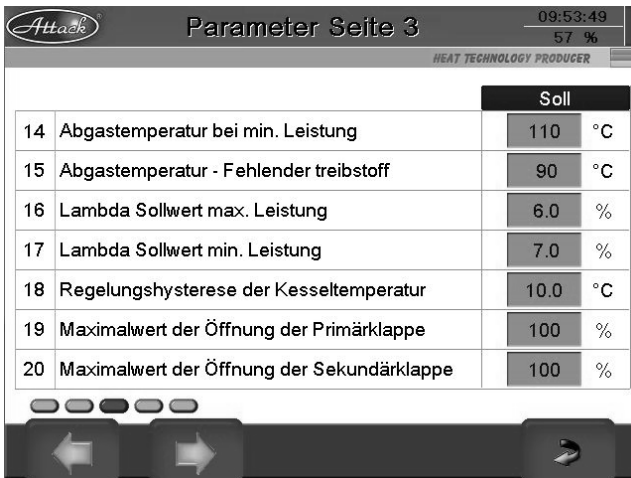 Attack
Parameter Seite 3
09:53:49
57 %
HEAT TECHNOLOGY PRODUCER
Soll
14 Abgastemperatur bei min. Leistung 110 °C
15 Abgastemperatur - Fehlender treibstoff 90 °C
16 Lambda Sollwert max. Leistung 6.0 %
17 Lambda Sollwert min. Leistung 7.0 %
18 Regelungshysterese der Kesseltemperatur 10.0 °C
19 Maximalwert der Öffnung der Primärklappe 100 %
20 Maximalwert der Öffnung der Sekundärklappe 100 %